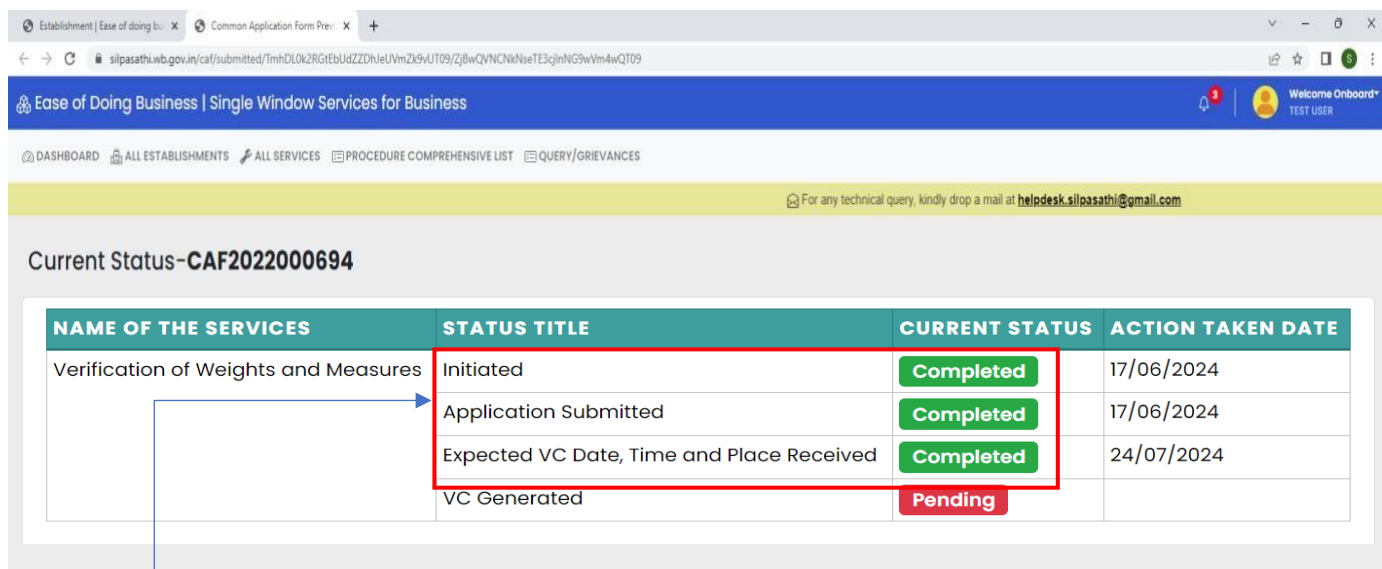 Establishment | Ease of doing bu
Common Application Form Prev
silpasathi.wb.gov.in/caf/submitted/
Ease of Doing Business | Single Window Services for Business
3
Welcome Onboard
TEST USER
S
DASHBOARD ALL ESTABLISHMENTS ALL SERVICES PROCEDURE COMPREHENSIVE LIST QUERY/GRIEVANCES
For any technical query, kindly drop a mail at helpdesk.silpasathi@gmail.com
Current Status-CAF2022000694
NAME OF THE SERVICES STATUS TITLE CURRENT STATUS ACTION TAKEN DATE
Verification of Weights and Measures Initiated Completed 17/06/2024
Application Submitted Completed 17/06/2024
Expected VC Date, Time and Place Received Completed 24/07/2024
VC Generated Pending